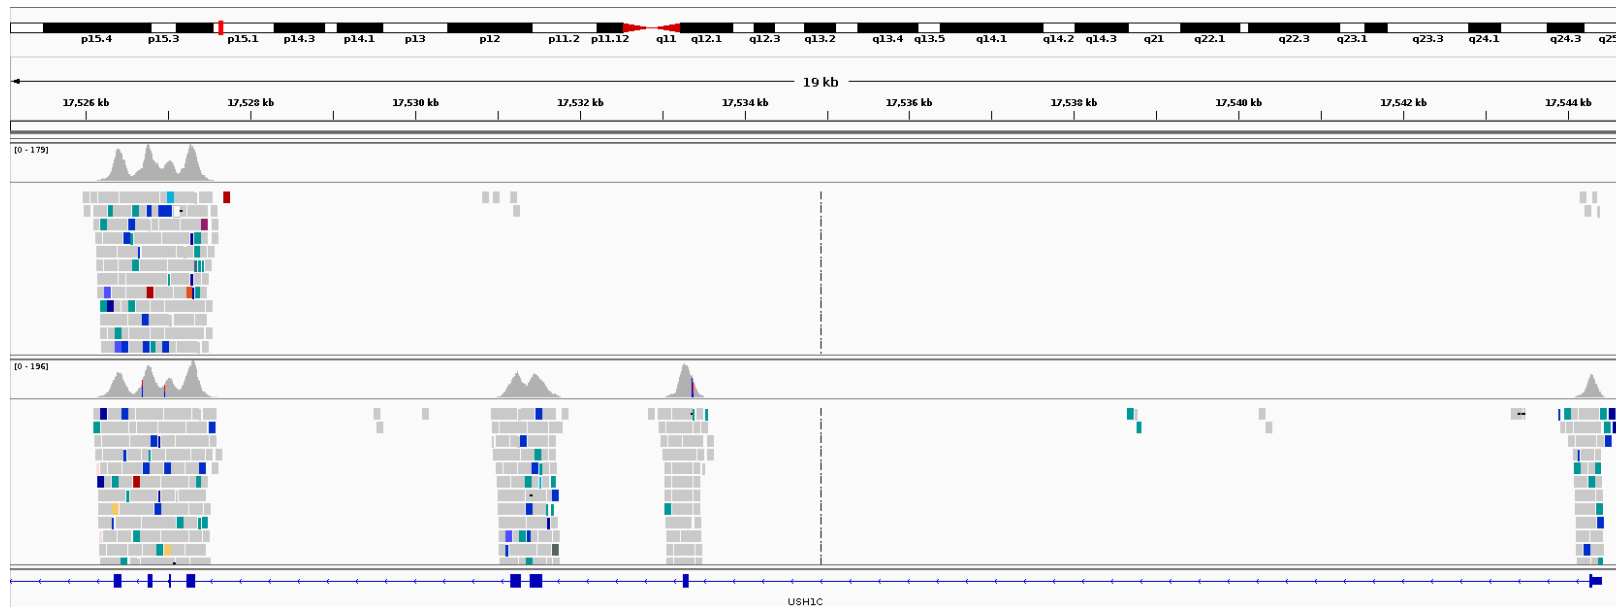 p15.4 p15.3 p15.1 p14.3 p14.1 p13 p12 p11.2 p11.12 q11 q12.1 q12.3 q13.2 q13.4 q13.5 q14.1 q14.2 q14.3 q21 q22.1 q22.3 q23.1 q23.3 q24.1 q24.3 q25
19 kb
17,526 kb 17,528 kb 17,530 kb 17,532 kb 17,534 kb 17,536 kb 17,538 kb 17,540 kb 17,542 kb 17,544 kb
[0 - 179]
[0 - 196]
USH1C